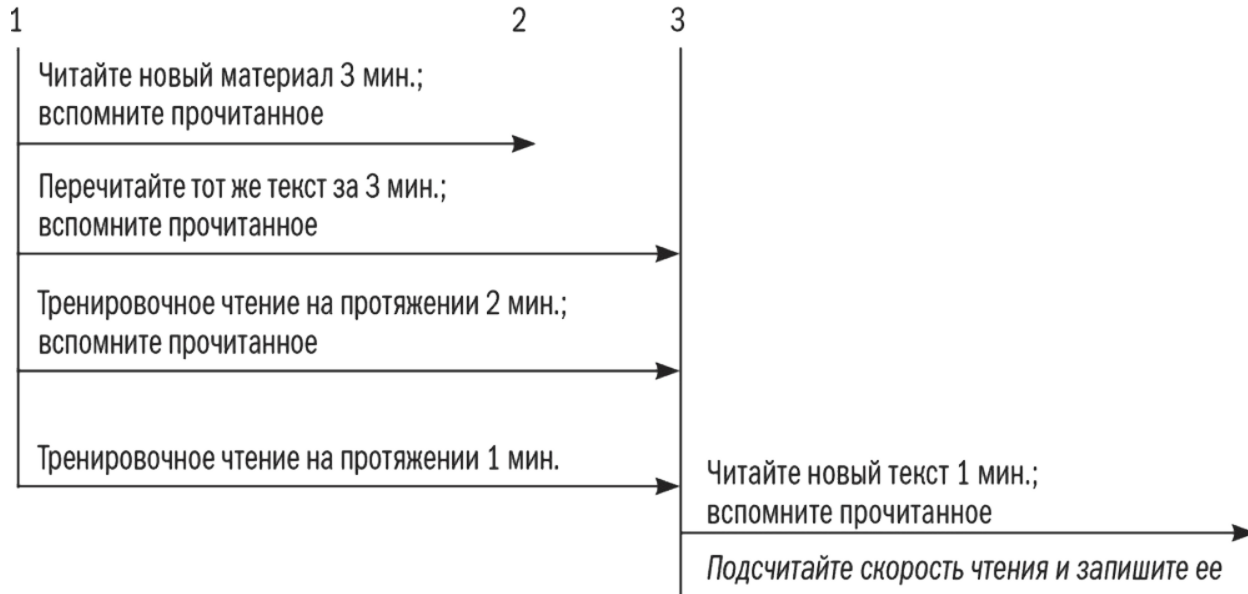 1 2 3
Читайте новый материал 3 мин.;
вспомните прочитанное
Перечитайте тот же текст за 3 мин.;
вспомните прочитанное
Тренировочное чтение на протяжении 2 мин.;
вспомните прочитанное
Тренировочное чтение на протяжении 1 мин.
Читайте новый текст 1 мин.;
вспомните прочитанное
Подсчитайте скорость чтения и запишите ее